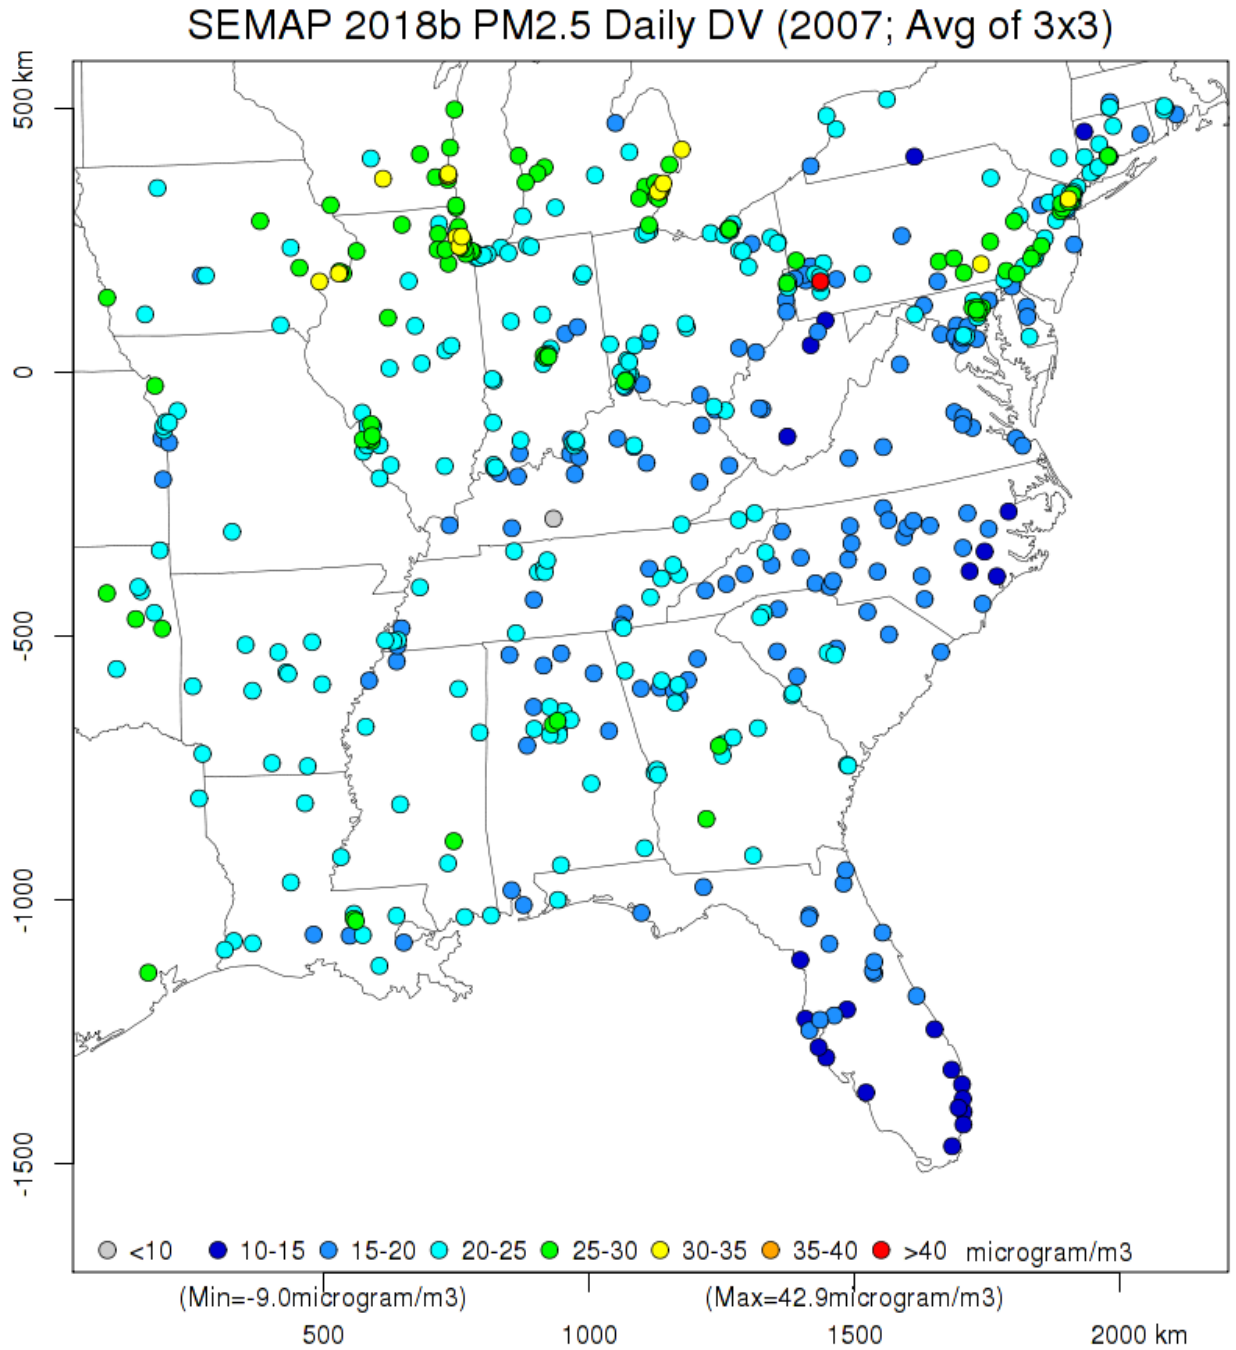 SEMAP 2018b PM2.5 Daily DV (2007; Avg of 3x3)
500 km
0
-500
-1000
-1500
<10 10-15 15-20 20-25 25-30 30-35 35-40 >40 microgram/m3
(Min=-9.0microgram/m3) (Max=42.9microgram/m3)
500 1000 1500 2000 km